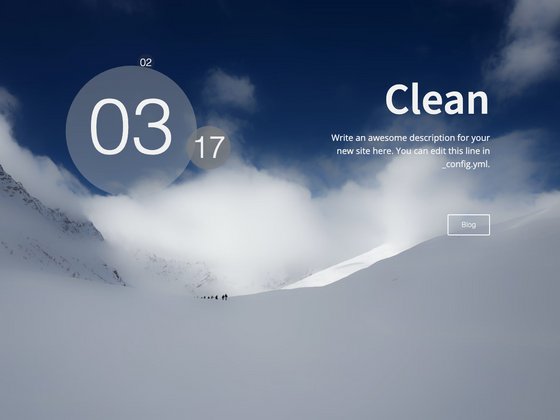 02
03
17
Clean
Write an awesome description for your
new site here. You can edit this line in
_config.yml.
Blog